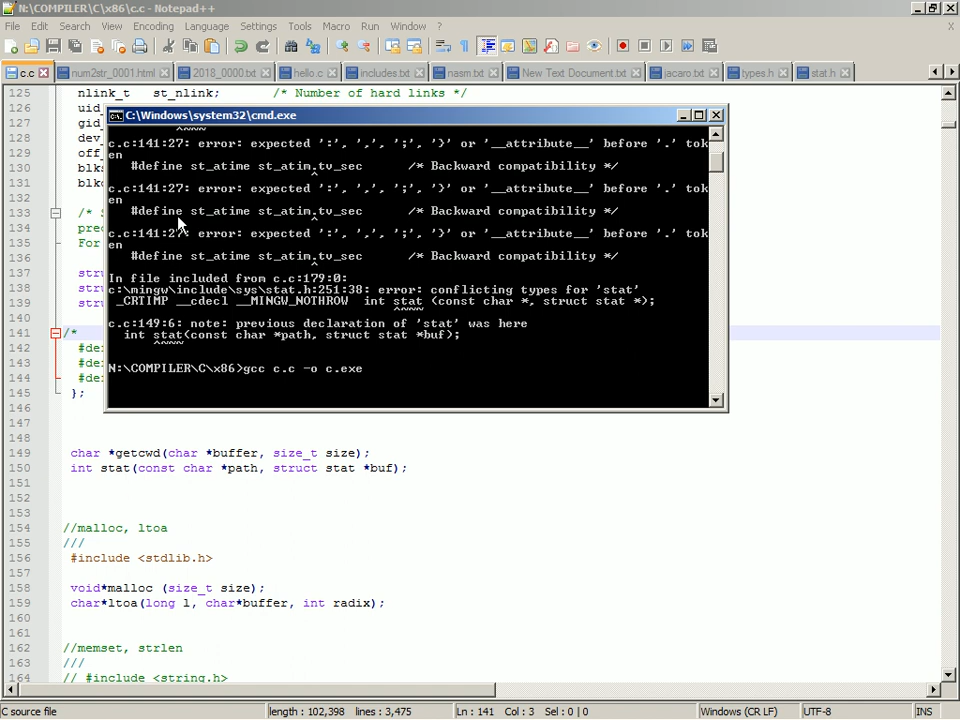 N:\COMPILER\C\x86\c.c - Notepad++
File Edit Search View Encoding Language Settings Tools Macro Run Window ? X
c.c num2str_0001.html 2018_0000.txt hello.c includes.txt nasm.txt New Text Document.txt jacaro.txt types.h stat.h
125 nlink_t st_nlink; /* Number of hard links */
126 uid
127 gid
128 dev
129 off_
130 blks
131 blkc
132
133 /* S
134 prec
135 For
136
137 stru
138 stru
139 stru
140
141 /*
142 #de
143 #de
144 #de
145 };
146
147
148
149 char *getcwd(char *buffer, size_t size);
150 int stat(const char *path, struct stat *buf);
151
152
153
154 //malloc, ltoa
155 ///
156 #include <stdlib.h>
157
158 void*malloc (size_t size);
159 char*ltoa(long l, char*buffer, int radix);
160
161
162 //memset, strlen
163 ///
164 // #include <string.h>
C:\Windows\system32\cmd.exe
^~~~
c.c:141:27: error: expected ':', ',', ';', '}' or '__attribute__' before '.' tok
en
#define st_atime st_atim.tv_sec /* Backward compatibility */
^
c.c:141:27: error: expected ':', ',', ';', '}' or '__attribute__' before '.' tok
en
#define st_atime st_atim.tv_sec /* Backward compatibility */
^
c.c:141:27: error: expected ':', ',', ';', '}' or '__attribute__' before '.' tok
en
#define st_atime st_atim.tv_sec /* Backward compatibility */
^
In file included from c.c:179:0:
c:\mingw\include\sys\stat.h:251:38: error: conflicting types for 'stat'
_CRTIMP __cdecl __MINGW_NOTHROW int stat (const char *, struct stat *);
^~~~
c.c:149:6: note: previous declaration of 'stat' was here
int stat(const char *path, struct stat *buf);
^~~~
N:\COMPILER\C\x86>gcc c.c -o c.exe
C source file length : 102,398 lines : 3,475 Ln : 141 Col : 3 Sel : 0 | 0 Windows (CR LF) UTF-8 INS